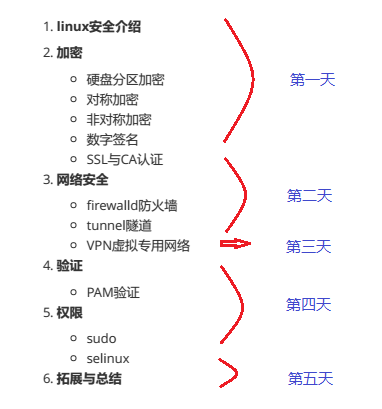 1. linux安全介绍
2. 加密
硬盘分区加密
第一天
对称加密
非对称加密
数字签名
SSL与CA认证
3. 网络安全
第二天
firewalld防火墙
tunnel隧道
VPN虚拟专用网络
第三天
4. 验证
PAM验证
第四天
5. 权限
sudo
selinux
6. 拓展与总结
第五天